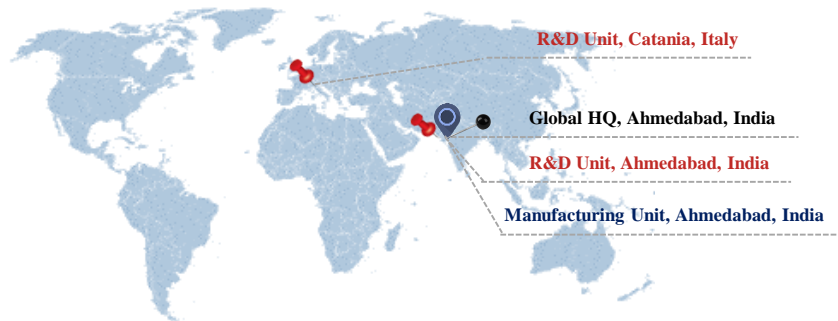 R&D Unit, Catania, Italy
Global HQ, Ahmedabad, India
R&D Unit, Ahmedabad, India
Manufacturing Unit, Ahmedabad, India